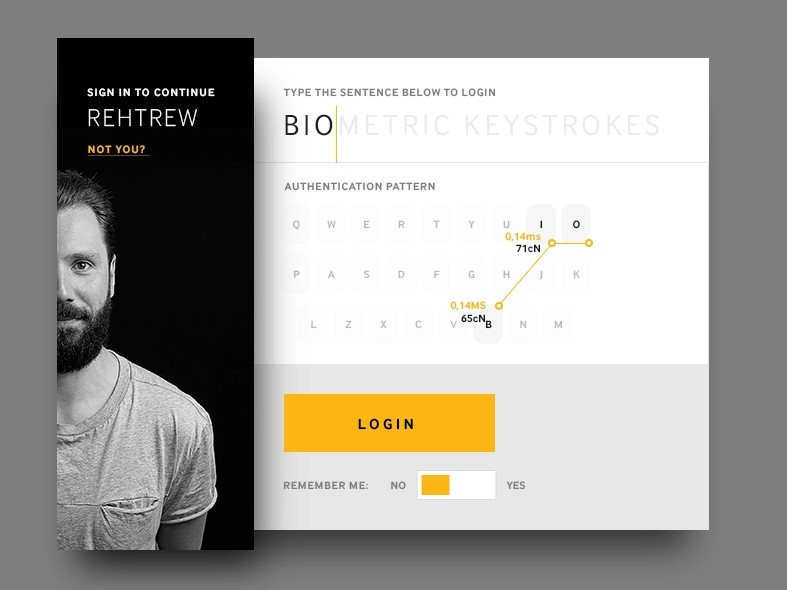 SIGN IN TO CONTINUE
REHTREW
NOT YOU?
TYPE THE SENTENCE BELOW TO LOGIN
BIOMETRIC KEYSTROKES
AUTHENTICATION PATTERN
Q W E R T Y U I O
0,14ms
71cN
P A S D F G H J K
0,14MS
65cN
L Z X C V B N M
LOGIN
REMEMBER ME: NO YES